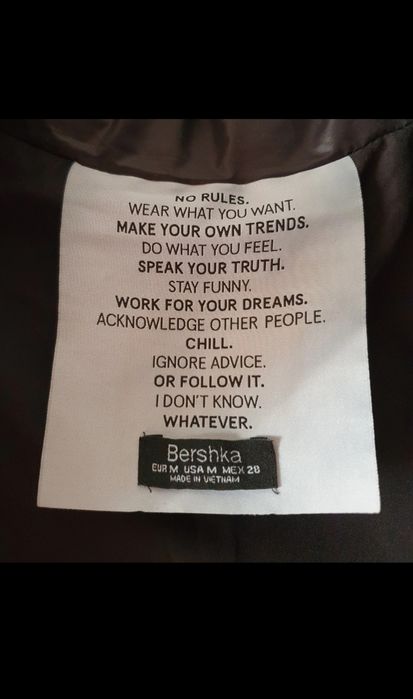 NO RULES.
WEAR WHAT YOU WANT.
MAKE YOUR OWN TRENDS.
DO WHAT YOU FEEL.
SPEAK YOUR TRUTH.
STAY FUNNY.
WORK FOR YOUR DREAMS.
ACKNOWLEDGE OTHER PEOPLE.
CHILL.
IGNORE ADVICE.
OR FOLLOW IT.
I DON'T KNOW.
WHATEVER.
Bershka
EUR M USA M MEX 28
MADE IN VIETNAM